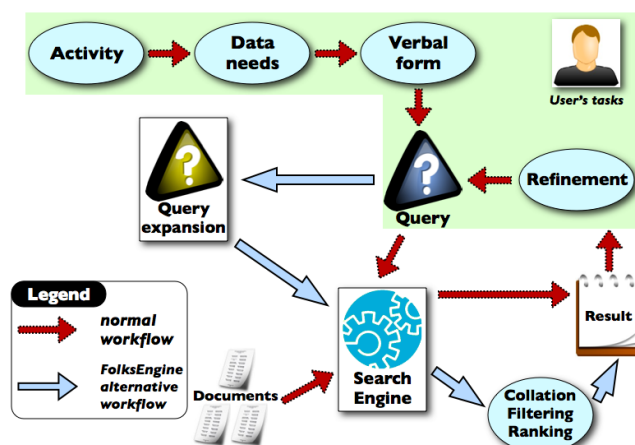 Activity
Data
needs
Verbal
form
User's tasks
?
?
Query
expansion
Query
Refinement
Legend
normal
workflow
FolksEngine
alternative
workflow
Documents
Search
Engine
Result
Collation
Filtering
Ranking